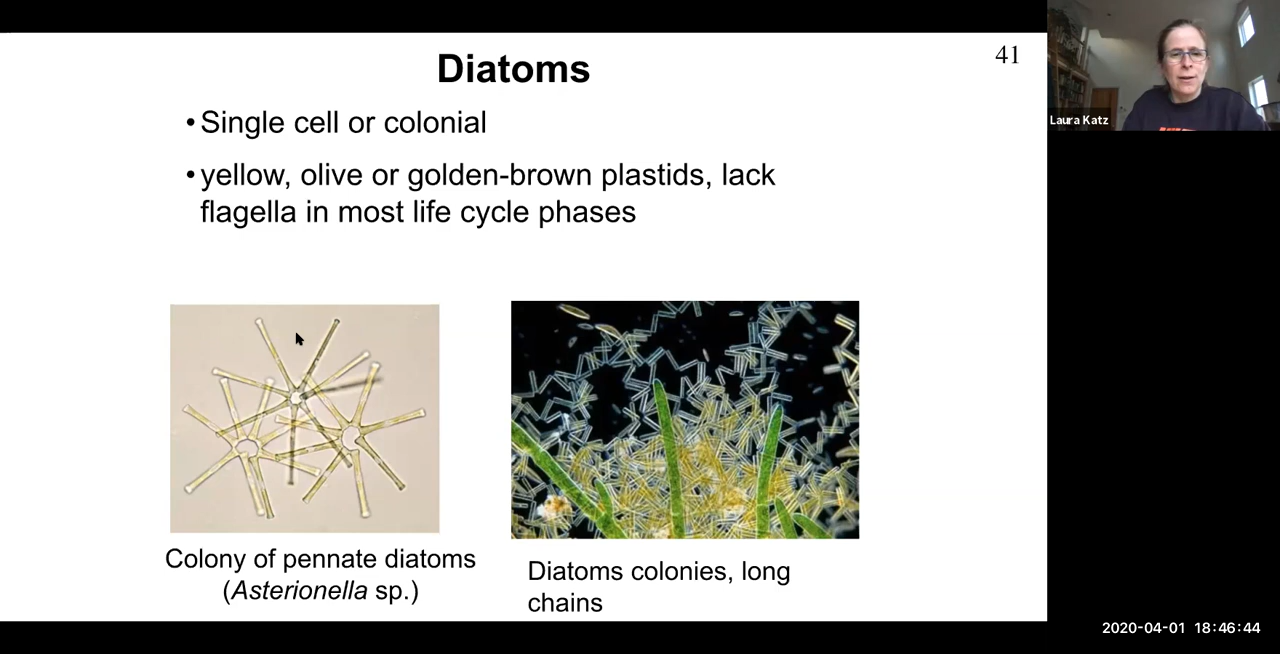 Diatoms
41
• Single cell or colonial
• yellow, olive or golden-brown plastids, lack
flagella in most life cycle phases
Laura Katz
Colony of pennate diatoms
(Asterionella sp.)
Diatoms colonies, long
chains
2020-04-01 18:46:44